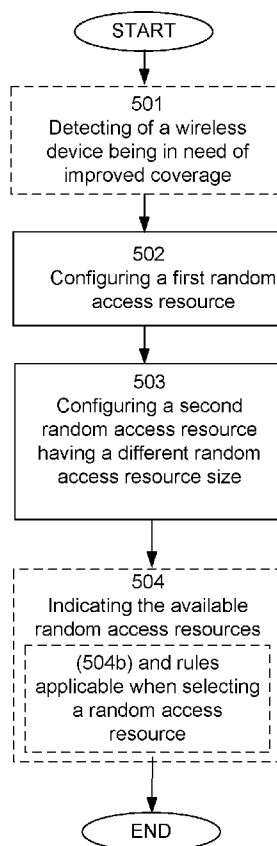 START
501
Detecting of a wireless
device being in need of
improved coverage
502
Configuring a first random
access resource
503
Configuring a second
random access resource
having a different random
access resource size
504
Indicating the available
random access resources
(504b) and rules
applicable when selecting
a random access
resource
END